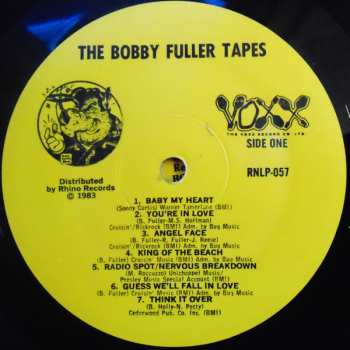 THE BOBBY FULLER TAPES
VOXX
THE VOXX RECORD CO. LTD.
SIDE ONE
RNLP-057
Distributed
by Rhino Records
© 1983
1. BABY MY HEART
(Sonny Curtis) Warner Tamerlane (BMI)
2. YOU'RE IN LOVE
(B. Fuller-M.S. Hoffman)
Cruisin'/Rickrock (BMI) Adm. by Bug Music
3. ANGEL FACE
(B. Fuller-R. Fuller-J. Reese)
Cruisin'/Rickrock (BMI) Adm. by Bug Music
4. KING OF THE BEACH
(B. Fuller) Cruisin' Music (BMI) Adm. by Bug Music
5. RADIO SPOT/NERVOUS BREAKDOWN
(M. Roccuzzo) Unichappel Music/
Presley Music Special Account (BMI)
6. GUESS WE'LL FALL IN LOVE
(B. Fuller) Cruisin' Music (BMI) Adm. by Bug Music
7. THINK IT OVER
(B. Holly-N. Petty)
Cedarwood Pub. Co. Inc. (BMI)